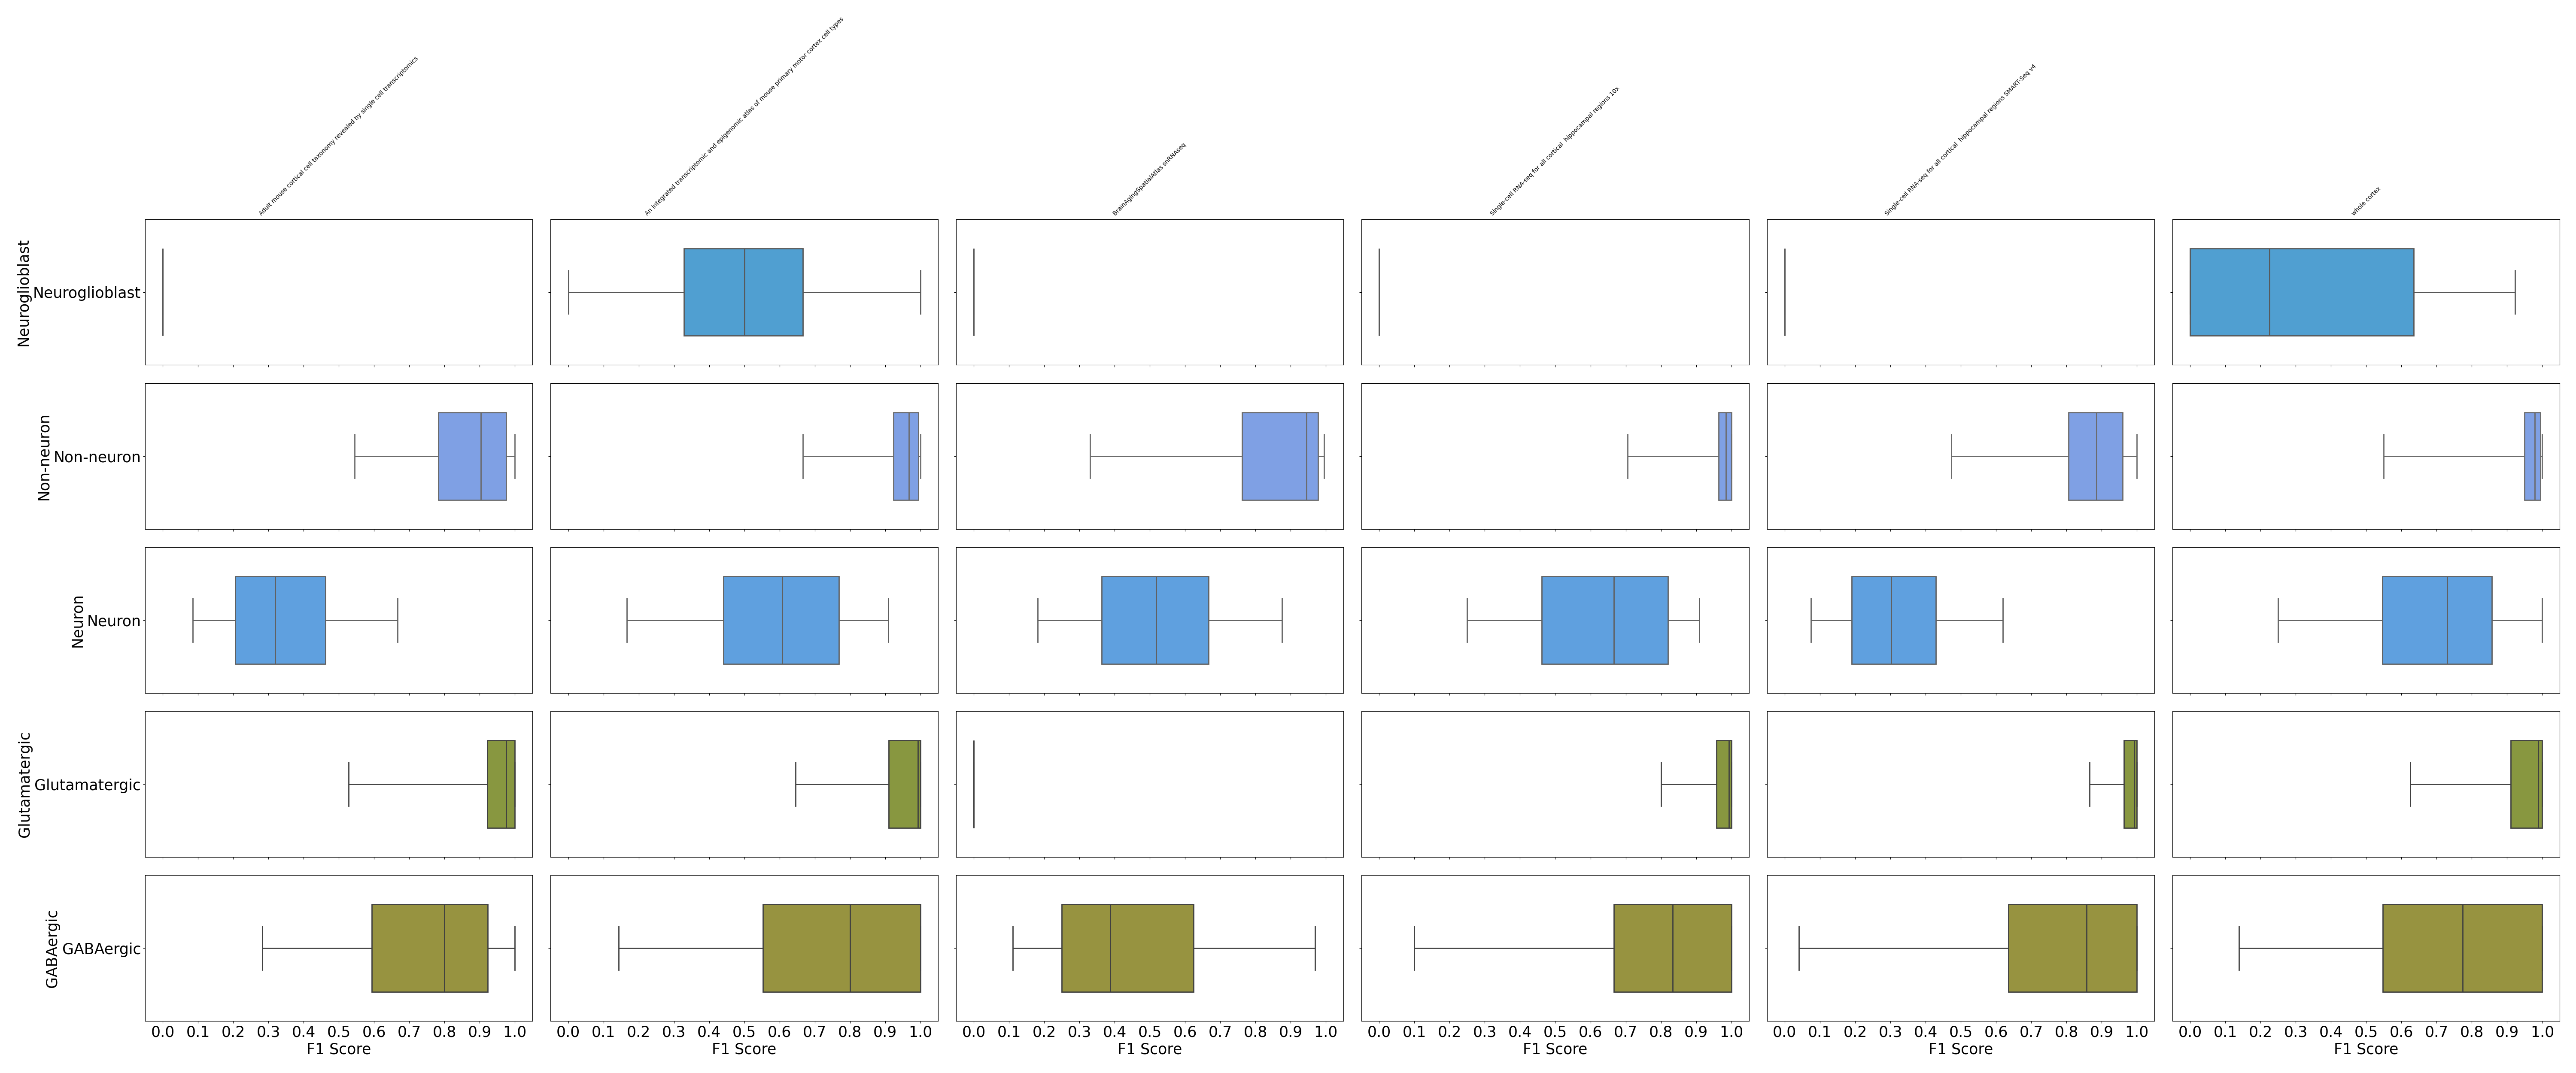 Adult mouse cortical cell taxonomy revealed by single cell transcriptomics
An integrated transcriptomic and epigenomic atlas of mouse primary motor cortex cell types
BrainAgingSpatialAtlas snRNAseq
Single-cell RNA-seq for all cortical  hippocampal regions 10x
Single-cell RNA-seq for all cortical  hippocampal regions SMART-Seq v4
whole cortex
Neuroglioblast
Neuroglioblast
Non-neuron
Non-neuron
Neuron
Neuron
Glutamatergic
Glutamatergic
GABAergic
GABAergic
0.0 0.1 0.2 0.3 0.4 0.5 0.6 0.7 0.8 0.9 1.0
F1 Score
0.0 0.1 0.2 0.3 0.4 0.5 0.6 0.7 0.8 0.9 1.0
F1 Score
0.0 0.1 0.2 0.3 0.4 0.5 0.6 0.7 0.8 0.9 1.0
F1 Score
0.0 0.1 0.2 0.3 0.4 0.5 0.6 0.7 0.8 0.9 1.0
F1 Score
0.0 0.1 0.2 0.3 0.4 0.5 0.6 0.7 0.8 0.9 1.0
F1 Score
0.0 0.1 0.2 0.3 0.4 0.5 0.6 0.7 0.8 0.9 1.0
F1 Score